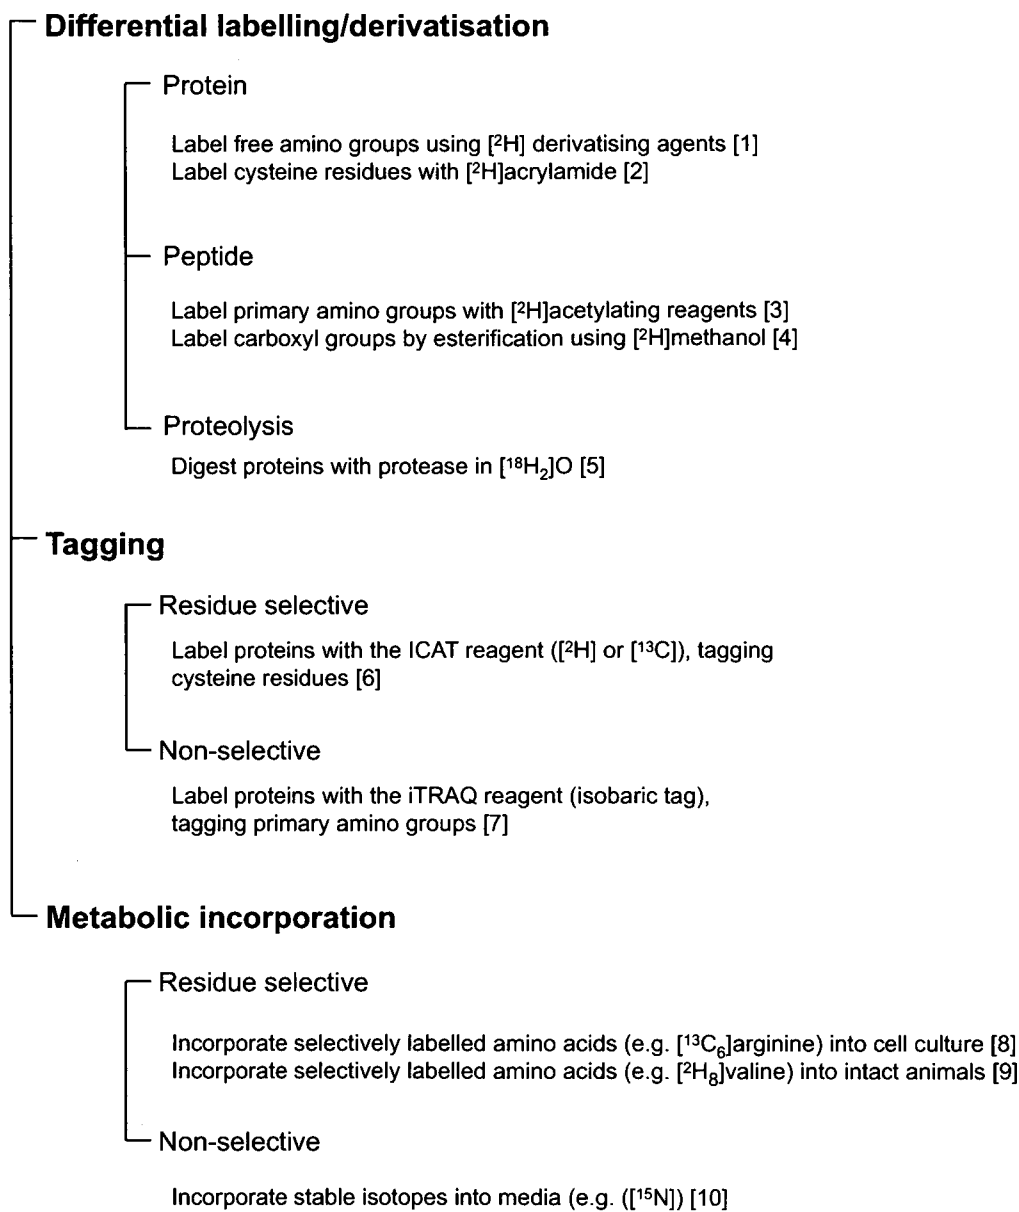 Differential labelling/derivatisation
Protein
Label free amino groups using [²H] derivatising agents [1]
Label cysteine residues with [²H]acrylamide [2]
Peptide
Label primary amino groups with [²H]acetylating reagents [3]
Label carboxyl groups by esterification using [²H]methanol [4]
Proteolysis
Digest proteins with protease in [¹⁸H₂]O [5]
Tagging
Residue selective
Label proteins with the ICAT reagent ([²H] or [¹³C]), tagging
cysteine residues [6]
Non-selective
Label proteins with the iTRAQ reagent (isobaric tag),
tagging primary amino groups [7]
Metabolic incorporation
Residue selective
Incorporate selectively labelled amino acids (e.g. [¹³C₆]arginine) into cell culture [8]
Incorporate selectively labelled amino acids (e.g. [²H₈]valine) into intact animals [9]
Non-selective
Incorporate stable isotopes into media (e.g. ([¹⁵N]) [10]